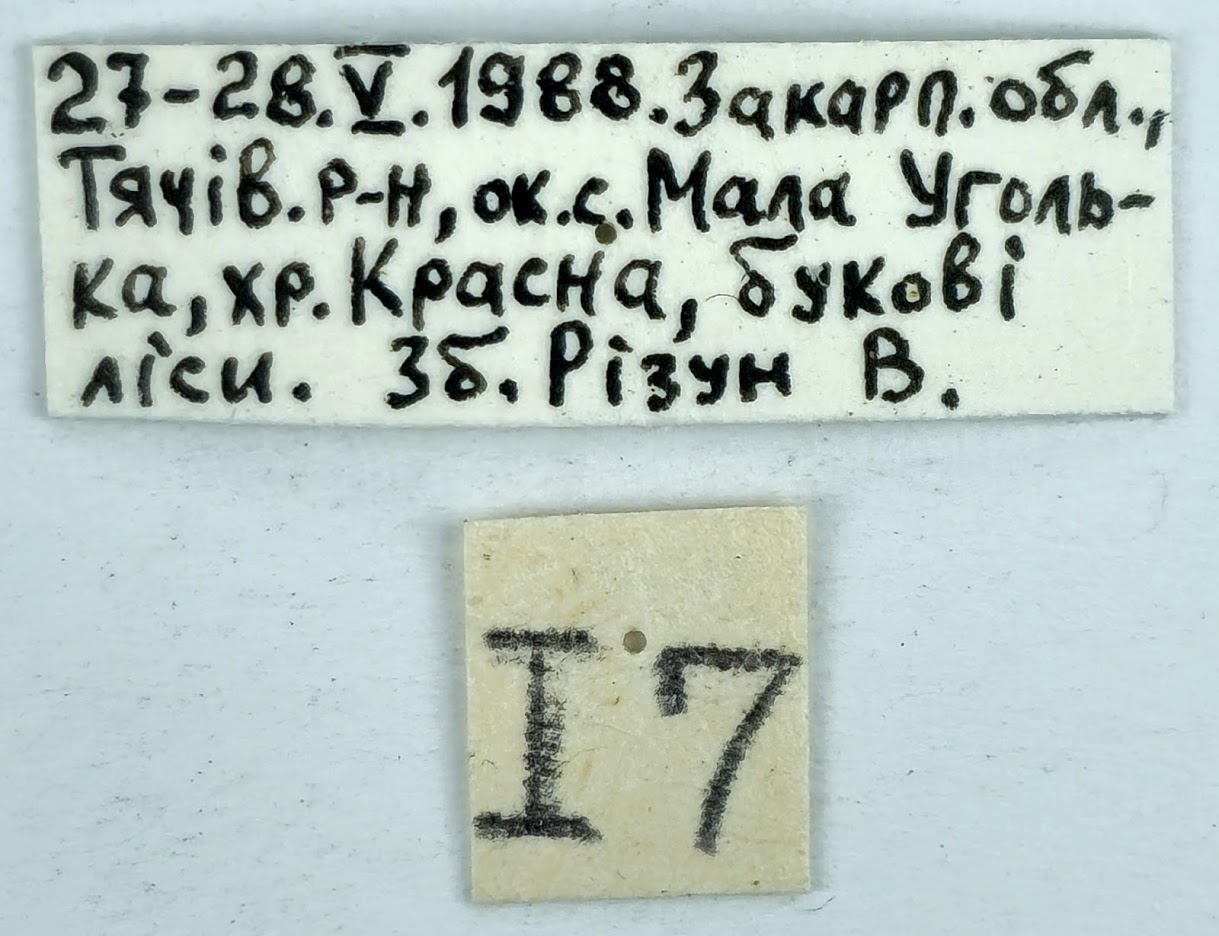 27-28.V.1988. Закарп. обл.,
Тячів. р-н, ок. с. Мала Уголь-
ка, хр. Красна, букові
ліси. Зб. Різун В.
I7